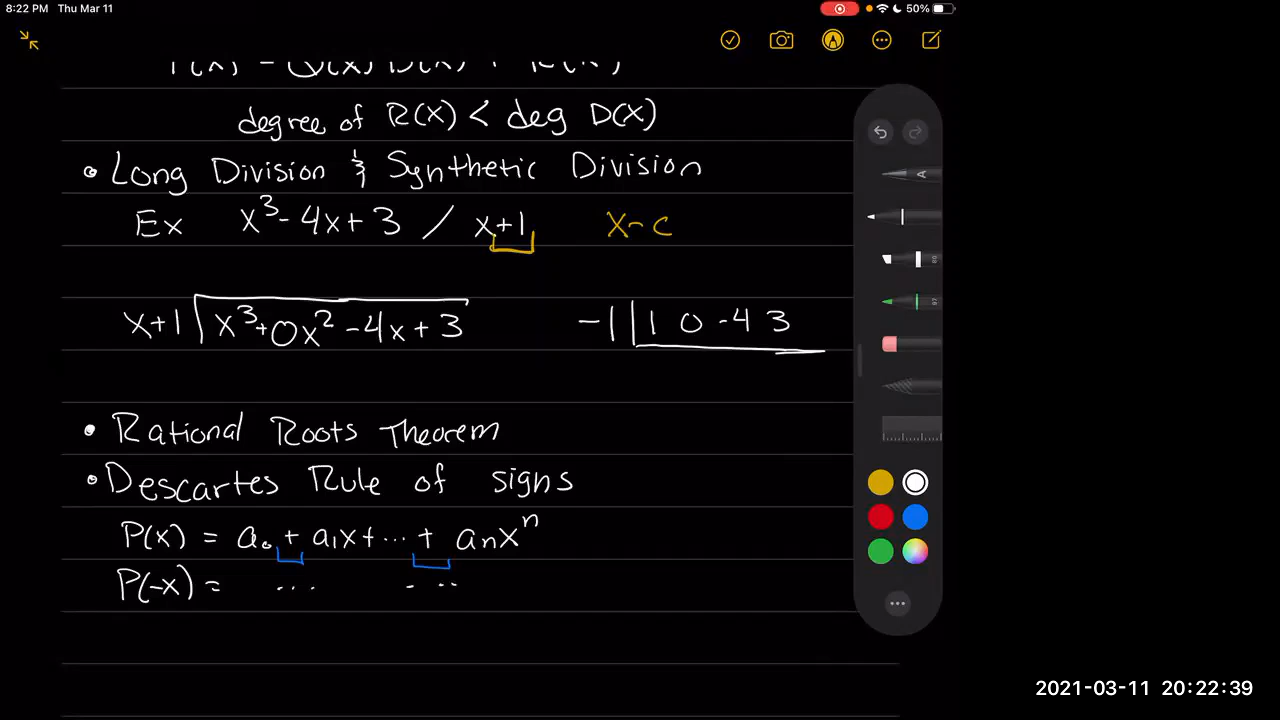 8:22 PM Thu Mar 11
50%
degree of R(x) < deg D(x)
• Long Division & Synthetic Division
Ex x³-4x+3 / x+1 x-c
x+1 x³+0x²-4x+3 -1 | 1 0 -4 3
• Rational Roots Theorem
• Descartes Rule of signs
P(x) = a₀ + a₁x + ... + aₙxⁿ
P(-x) = ... ...
2021-03-11 20:22:39